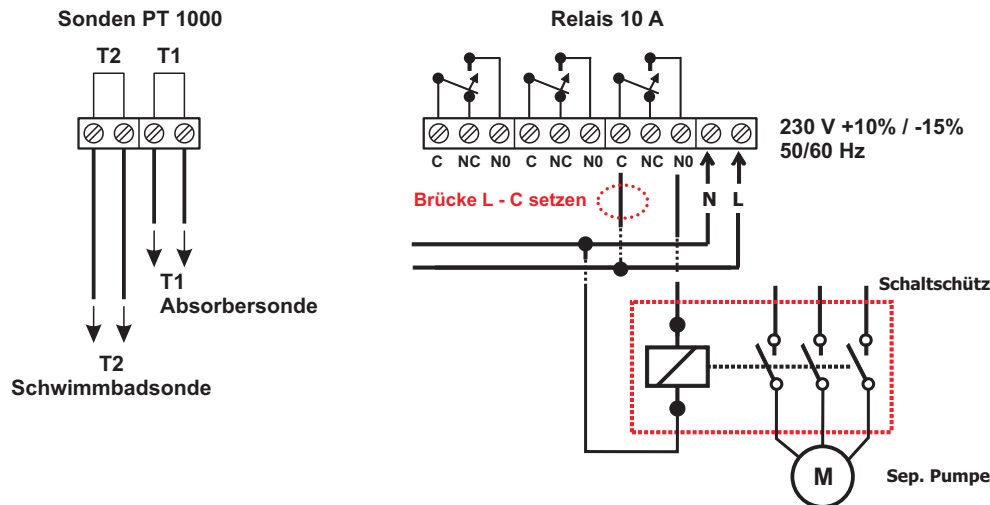 Sonden PT 1000
T2 T1
T1
Absorbersonde
T2
Schwimmbadsonde
Relais 10 A
C NC N0 C NC N0 C NC N0
230 V +10% / -15%
50/60 Hz
Brücke L - C setzen
N L
Schaltschütz
M
Sep. Pumpe